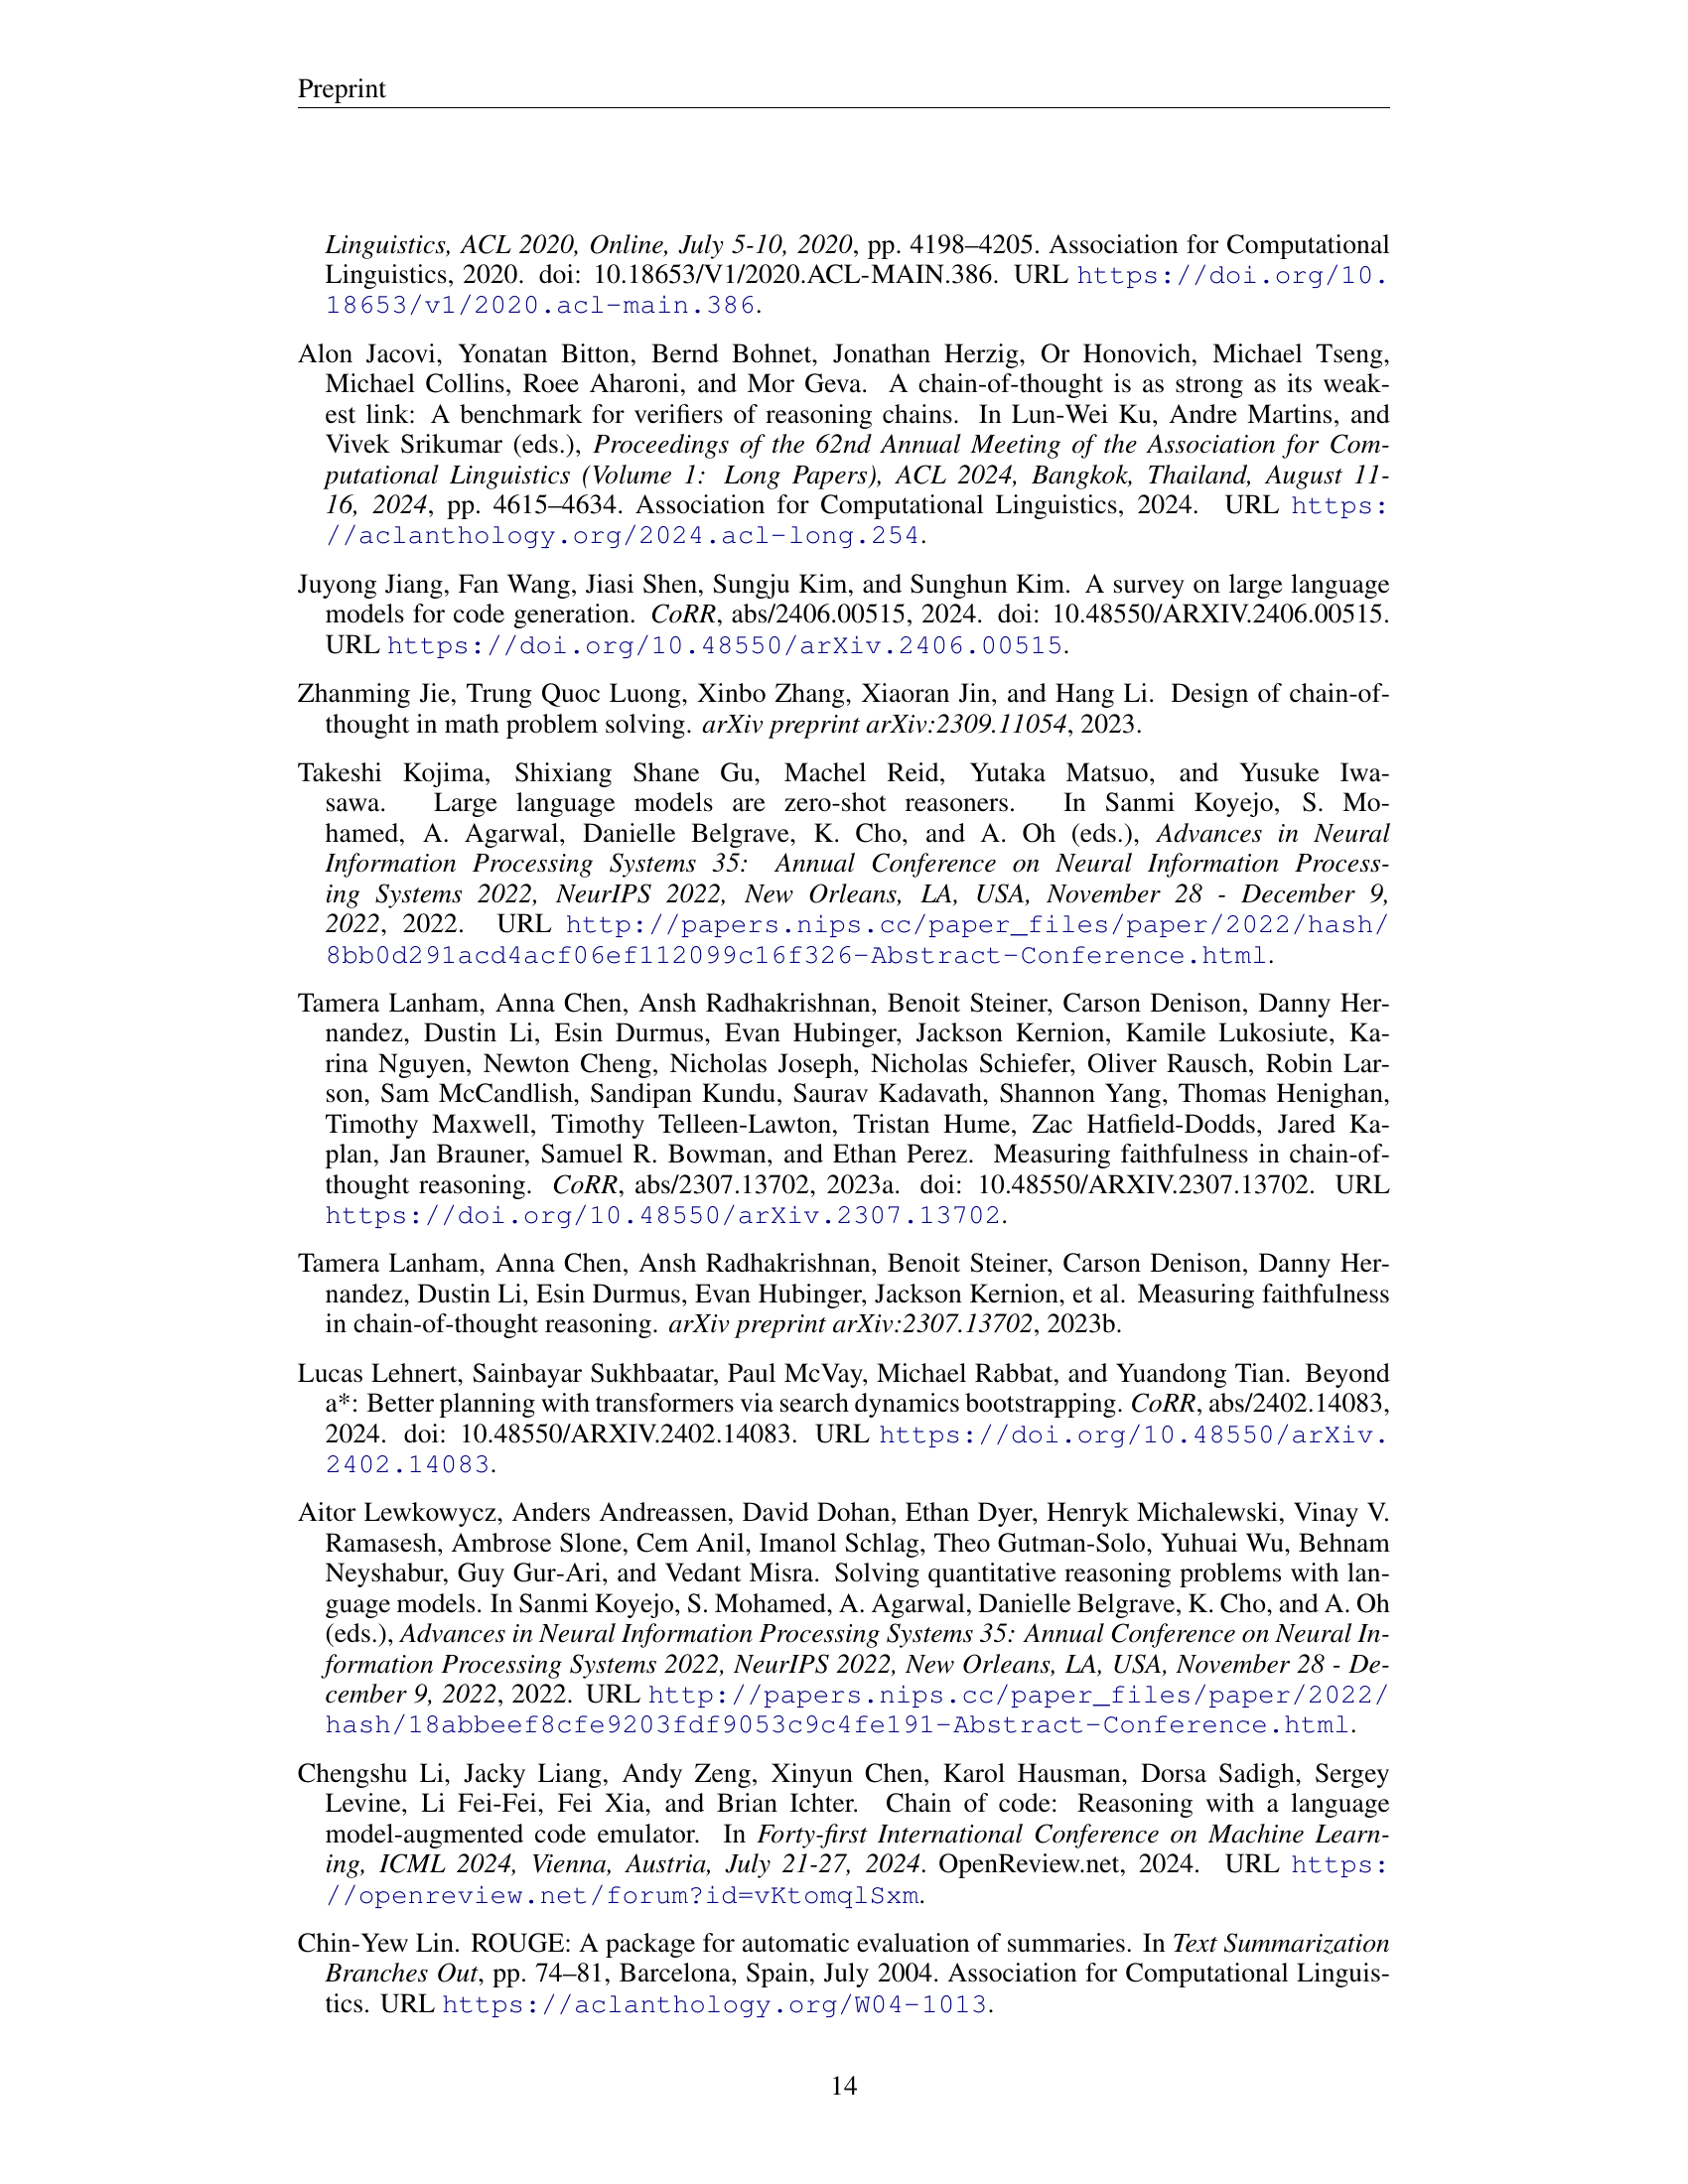 Preprint
Linguistics, ACL 2020, Online, July 5-10, 2020, pp. 4198–4205. Association for Computational
Linguistics, 2020. doi: 10.18653/V1/2020.ACL-MAIN.386. URL https://doi.org/10.
18653/v1/2020.acl-main.386.
Alon Jacovi, Yonatan Bitton, Bernd Bohnet, Jonathan Herzig, Or Honovich, Michael Tseng,
Michael Collins, Roee Aharoni, and Mor Geva. A chain-of-thought is as strong as its weak-
est link: A benchmark for verifiers of reasoning chains. In Lun-Wei Ku, Andre Martins, and
Vivek Srikumar (eds.), Proceedings of the 62nd Annual Meeting of the Association for Com-
putational Linguistics (Volume 1: Long Papers), ACL 2024, Bangkok, Thailand, August 11-
16, 2024, pp. 4615–4634. Association for Computational Linguistics, 2024. URL https:
//aclanthology.org/2024.acl-long.254.
Juyong Jiang, Fan Wang, Jiasi Shen, Sungju Kim, and Sunghun Kim. A survey on large language
models for code generation. CoRR, abs/2406.00515, 2024. doi: 10.48550/ARXIV.2406.00515.
URL https://doi.org/10.48550/arXiv.2406.00515.
Zhanming Jie, Trung Quoc Luong, Xinbo Zhang, Xiaoran Jin, and Hang Li. Design of chain-of-
thought in math problem solving. arXiv preprint arXiv:2309.11054, 2023.
Takeshi Kojima, Shixiang Shane Gu, Machel Reid, Yutaka Matsuo, and Yusuke Iwa-
sawa. Large language models are zero-shot reasoners. In Sanmi Koyejo, S. Mo-
hamed, A. Agarwal, Danielle Belgrave, K. Cho, and A. Oh (eds.), Advances in Neural
Information Processing Systems 35: Annual Conference on Neural Information Process-
ing Systems 2022, NeurIPS 2022, New Orleans, LA, USA, November 28 - December 9,
2022, 2022. URL http://papers.nips.cc/paper_files/paper/2022/hash/
8bb0d291acd4acf06ef112099c16f326-Abstract-Conference.html.
Tamera Lanham, Anna Chen, Ansh Radhakrishnan, Benoit Steiner, Carson Denison, Danny Her-
nandez, Dustin Li, Esin Durmus, Evan Hubinger, Jackson Kernion, Kamile Lukosiute, Ka-
rina Nguyen, Newton Cheng, Nicholas Joseph, Nicholas Schiefer, Oliver Rausch, Robin Lar-
son, Sam McCandlish, Sandipan Kundu, Saurav Kadavath, Shannon Yang, Thomas Henighan,
Timothy Maxwell, Timothy Telleen-Lawton, Tristan Hume, Zac Hatfield-Dodds, Jared Ka-
plan, Jan Brauner, Samuel R. Bowman, and Ethan Perez. Measuring faithfulness in chain-of-
thought reasoning. CoRR, abs/2307.13702, 2023a. doi: 10.48550/ARXIV.2307.13702. URL
https://doi.org/10.48550/arXiv.2307.13702.
Tamera Lanham, Anna Chen, Ansh Radhakrishnan, Benoit Steiner, Carson Denison, Danny Her-
nandez, Dustin Li, Esin Durmus, Evan Hubinger, Jackson Kernion, et al. Measuring faithfulness
in chain-of-thought reasoning. arXiv preprint arXiv:2307.13702, 2023b.
Lucas Lehnert, Sainbayar Sukhbaatar, Paul McVay, Michael Rabbat, and Yuandong Tian. Beyond
a*: Better planning with transformers via search dynamics bootstrapping. CoRR, abs/2402.14083,
2024. doi: 10.48550/ARXIV.2402.14083. URL https://doi.org/10.48550/arXiv.
2402.14083.
Aitor Lewkowycz, Anders Andreassen, David Dohan, Ethan Dyer, Henryk Michalewski, Vinay V.
Ramasesh, Ambrose Slone, Cem Anil, Imanol Schlag, Theo Gutman-Solo, Yuhuai Wu, Behnam
Neyshabur, Guy Gur-Ari, and Vedant Misra. Solving quantitative reasoning problems with lan-
guage models. In Sanmi Koyejo, S. Mohamed, A. Agarwal, Danielle Belgrave, K. Cho, and A. Oh
(eds.), Advances in Neural Information Processing Systems 35: Annual Conference on Neural In-
formation Processing Systems 2022, NeurIPS 2022, New Orleans, LA, USA, November 28 - De-
cember 9, 2022, 2022. URL http://papers.nips.cc/paper_files/paper/2022/
hash/18abbeef8cfe9203fdf9053c9c4fe191-Abstract-Conference.html.
Chengshu Li, Jacky Liang, Andy Zeng, Xinyun Chen, Karol Hausman, Dorsa Sadigh, Sergey
Levine, Li Fei-Fei, Fei Xia, and Brian Ichter. Chain of code: Reasoning with a language
model-augmented code emulator. In Forty-first International Conference on Machine Learn-
ing, ICML 2024, Vienna, Austria, July 21-27, 2024. OpenReview.net, 2024. URL https:
//openreview.net/forum?id=vKtomqlSxm.
Chin-Yew Lin. ROUGE: A package for automatic evaluation of summaries. In Text Summarization
Branches Out, pp. 74–81, Barcelona, Spain, July 2004. Association for Computational Linguis-
tics. URL https://aclanthology.org/W04-1013.
14